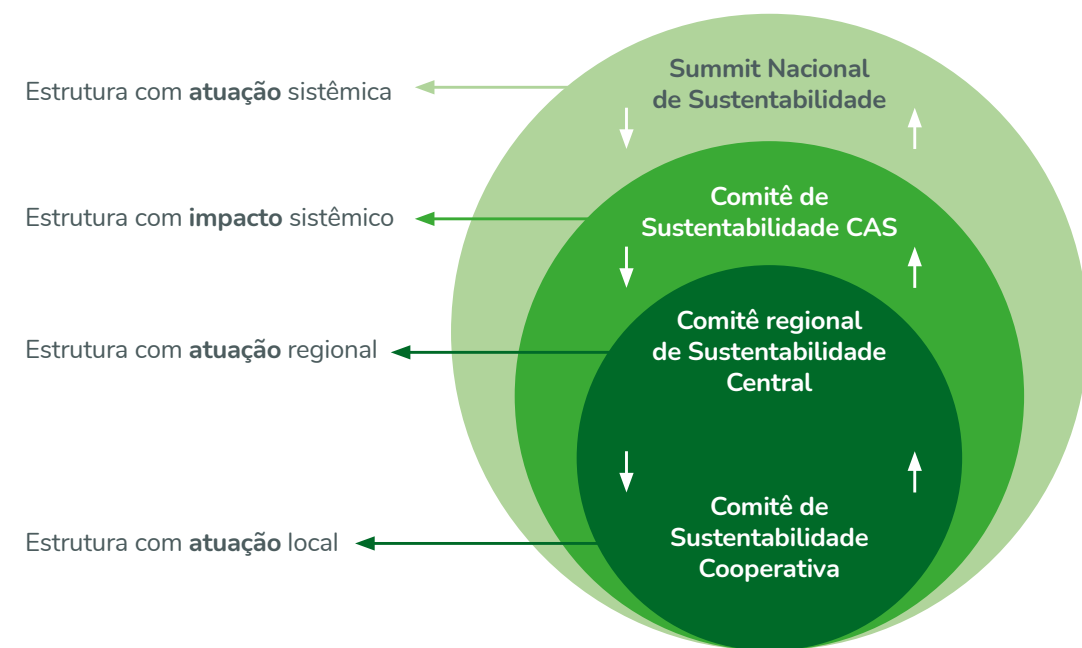 Summit Nacional
de Sustentabilidade
Estrutura com atuação sistêmica
Comitê de
Sustentabilidade CAS
Estrutura com impacto sistêmico
Comitê regional
de Sustentabilidade
Central
Estrutura com atuação regional
Comitê de
Sustentabilidade
Cooperativa
Estrutura com atuação local